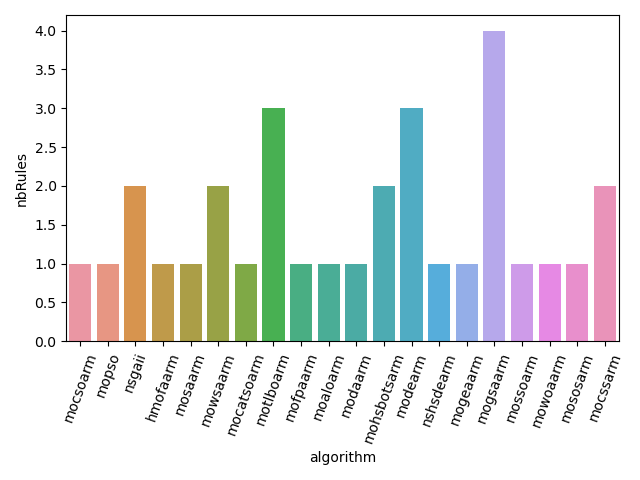 4.0
3.5
3.0
2.5
2.0
1.5
1.0
0.5
0.0
nbRules
mocsoarm
mopso
nsgaii
hmofaarm
mosaarm
mowsaarm
mocatsoarm
motlboarm
mofpaarm
moaloarm
modaarm
mohsbotsarm
modearm
nshsdearm
mogeaarm
mogsaarm
mossoarm
mowoaarm
mososarm
mocssarm
algorithm